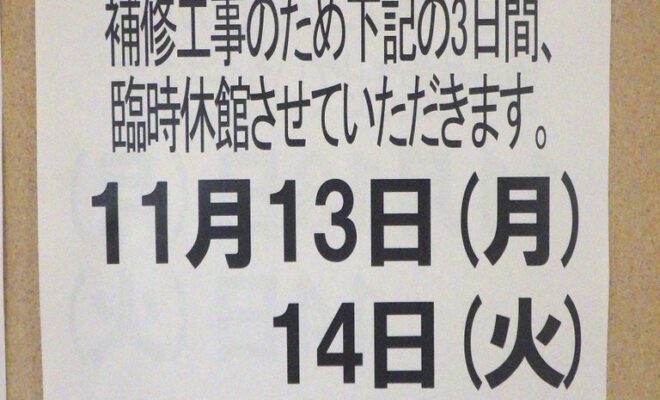 補修工事のため下記の3日間、
臨時休館させていただきます。
11月13日(月)
14日(火)